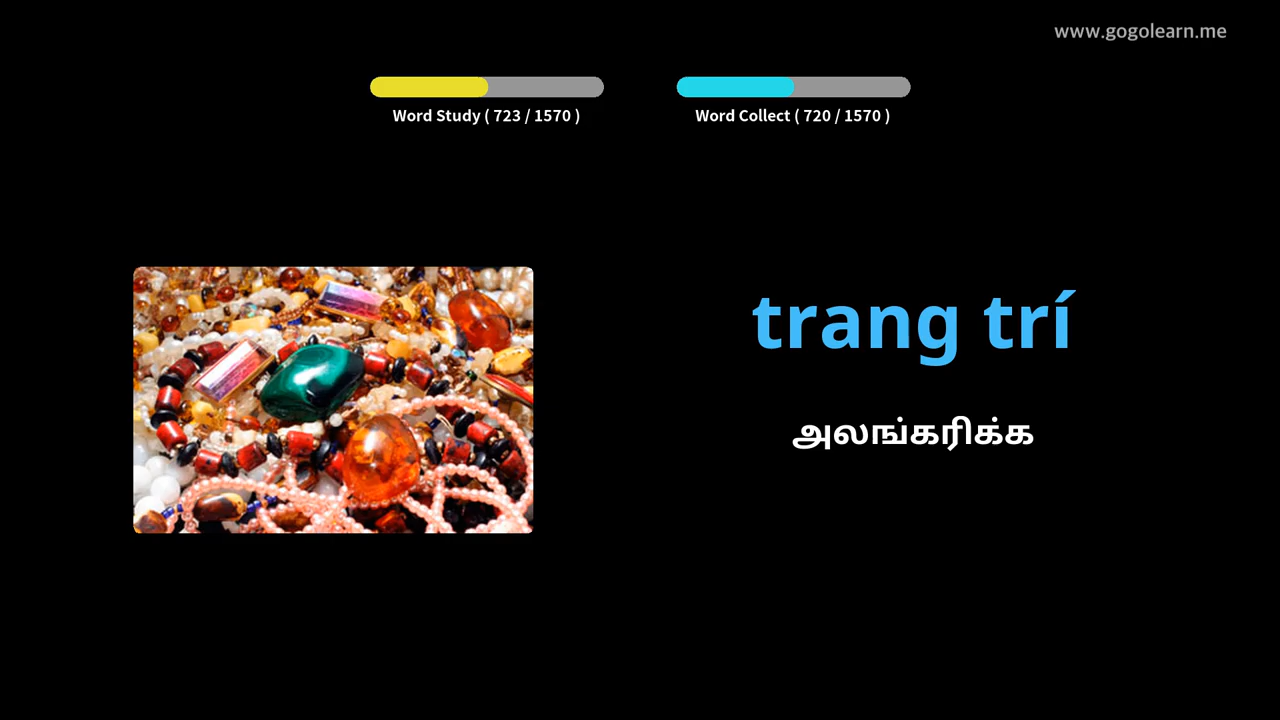 www.gogolearn.me
Word Study ( 723 / 1570 )
Word Collect ( 720 / 1570 )
trang trí
அலங்கரிக்க